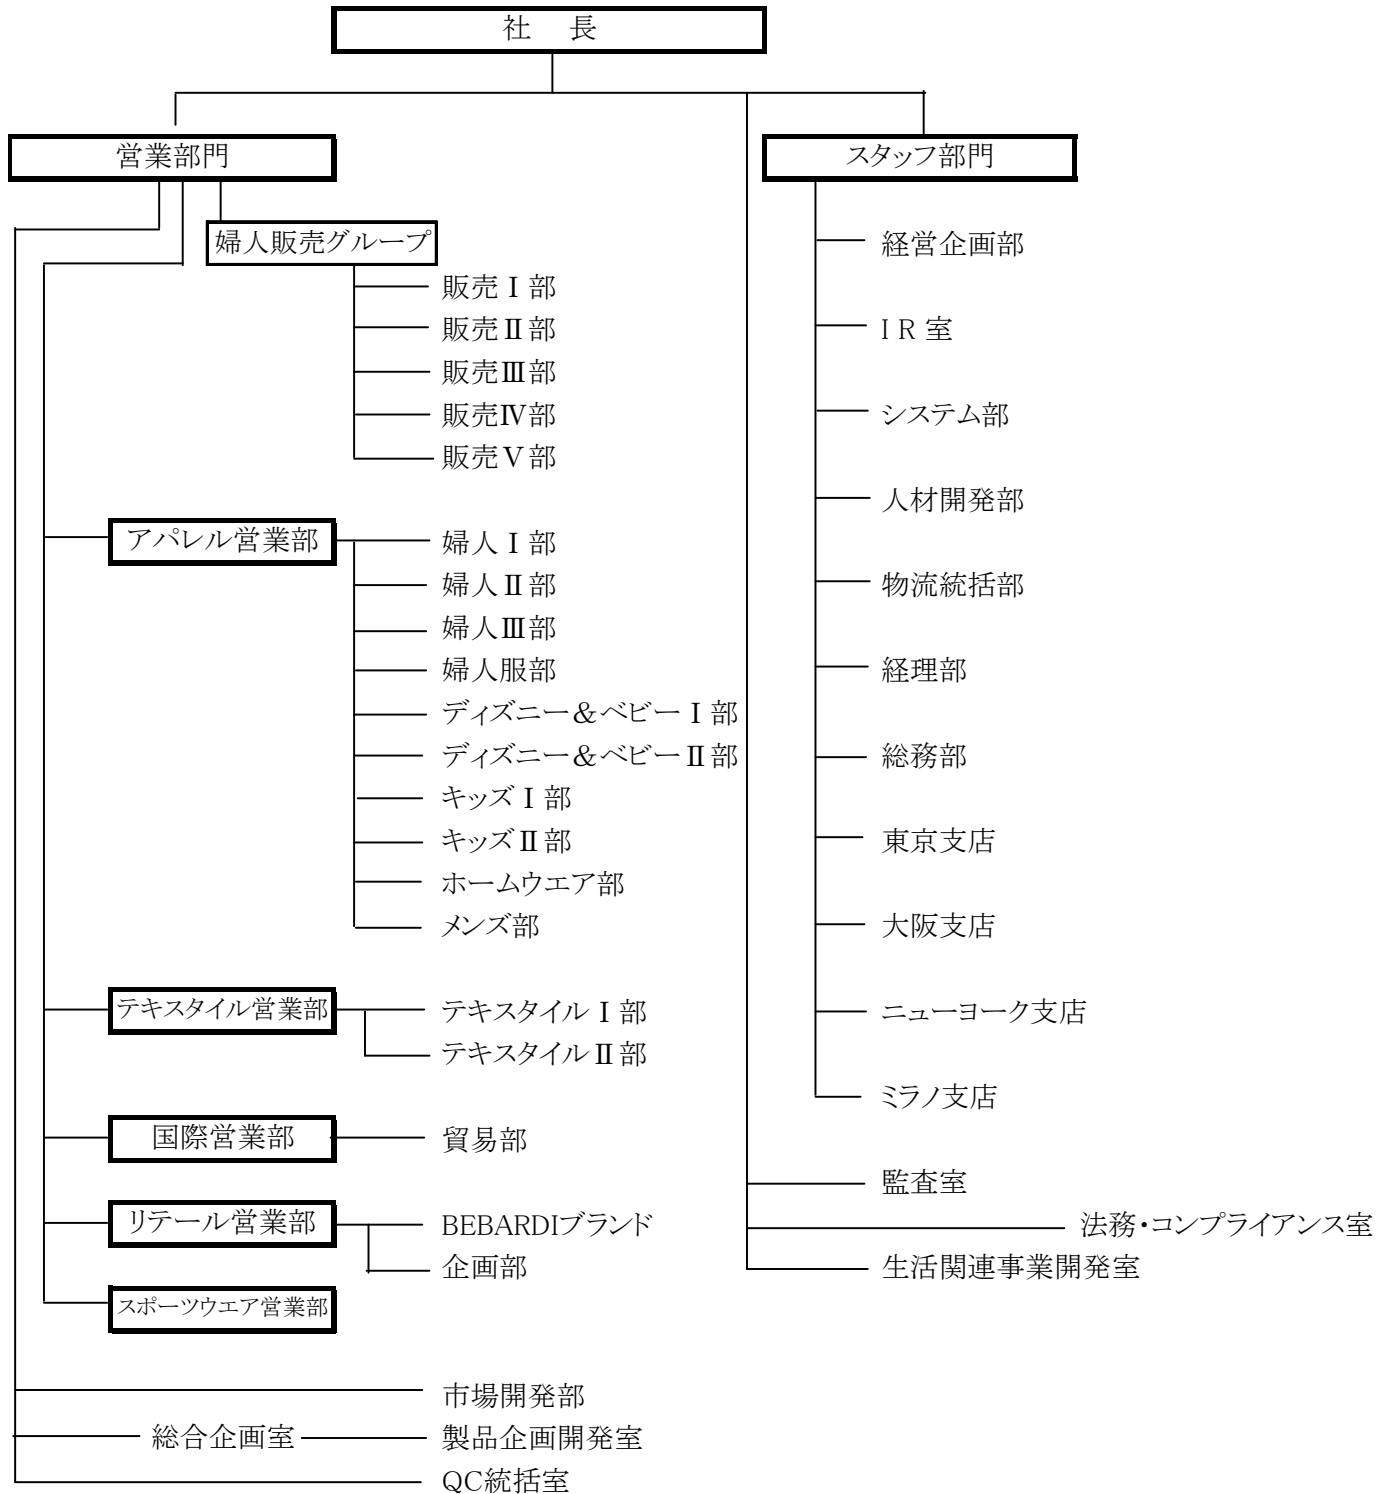 社 長
営業部門
スタッフ部門
婦人販売グループ
販売Ⅰ部
販売Ⅱ部
販売Ⅲ部
販売Ⅳ部
販売Ⅴ部
アパレル営業部
婦人Ⅰ部
婦人Ⅱ部
婦人Ⅲ部
婦人服部
ディズニー&ベビーⅠ部
ディズニー&ベビーⅡ部
キッズⅠ部
キッズⅡ部
ホームウエア部
メンズ部
テキスタイル営業部
テキスタイルⅠ部
テキスタイルⅡ部
国際営業部
貿易部
リテール営業部
BEBARDIブランド
企画部
スポーツウエア営業部
市場開発部
総合企画室
製品企画開発室
QC統括室
経営企画部
IR室
システム部
人材開発部
物流統括部
経理部
総務部
東京支店
大阪支店
ニューヨーク支店
ミラノ支店
監査室
法務・コンプライアンス室
生活関連事業開発室